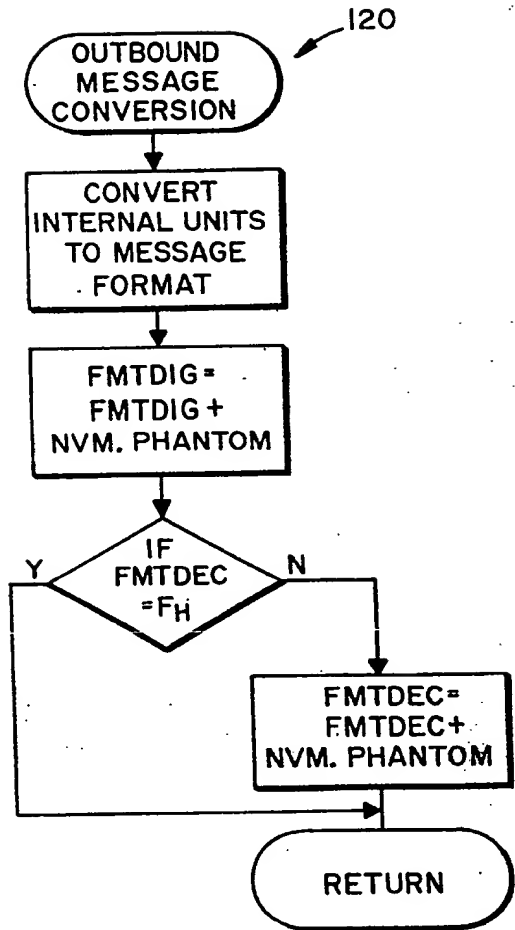 120
OUTBOUND
MESSAGE
CONVERSION
CONVERT
INTERNAL UNITS
TO MESSAGE
FORMAT
FMTDIG=
FMTDIG+
NVM. PHANTOM
IF
FMTDEC
=FH
Y
N
FMTDEC=
FMTDEC+
NVM. PHANTOM
RETURN